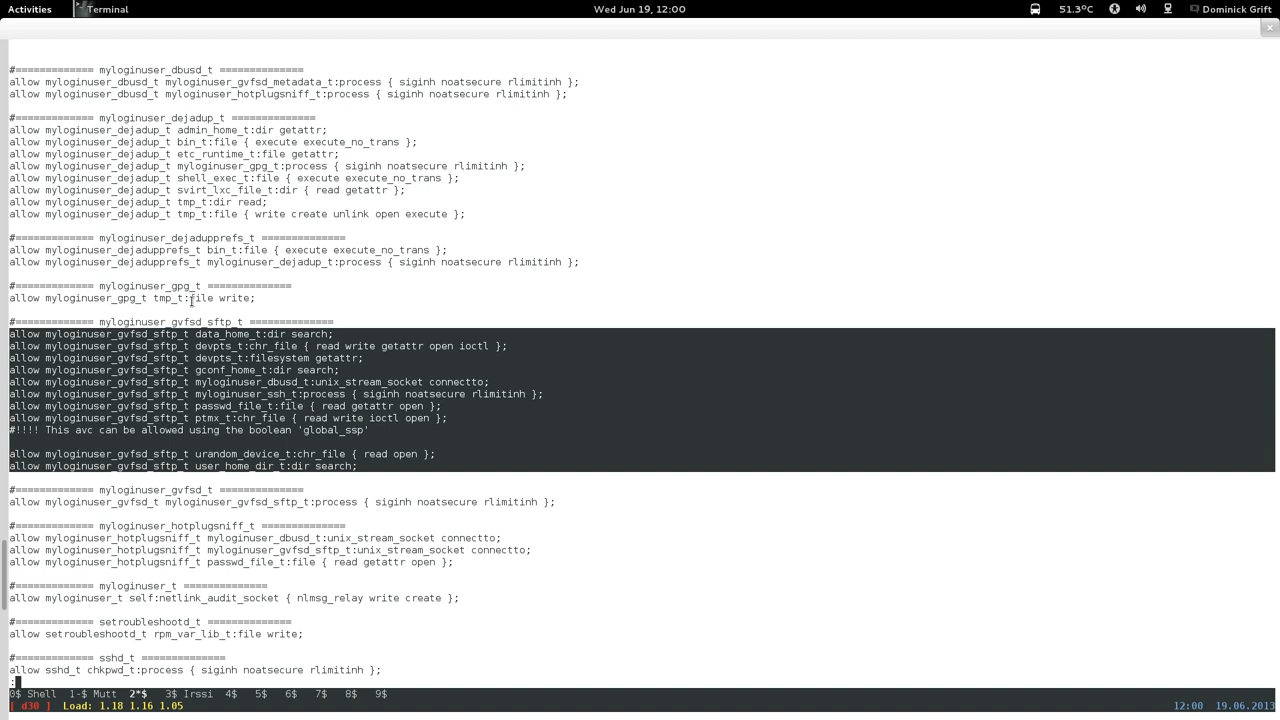 Activities Terminal Wed Jun 19, 12:00 51.3°C Dominick Grift
#============= myloginuser_dbusd_t ==============
allow myloginuser_dbusd_t myloginuser_gvfsd_metadata_t:process { siginh noatsecure rlimitinh };
allow myloginuser_dbusd_t myloginuser_hotplugsniff_t:process { siginh noatsecure rlimitinh };
#============= myloginuser_dejadup_t ==============
allow myloginuser_dejadup_t admin_home_t:dir getattr;
allow myloginuser_dejadup_t bin_t:file { execute execute_no_trans };
allow myloginuser_dejadup_t etc_runtime_t:file getattr;
allow myloginuser_dejadup_t myloginuser_gpg_t:process { siginh noatsecure rlimitinh };
allow myloginuser_dejadup_t shell_exec_t:file { execute execute_no_trans };
allow myloginuser_dejadup_t svirt_lxc_file_t:dir { read getattr };
allow myloginuser_dejadup_t tmp_t:dir read;
allow myloginuser_dejadup_t tmp_t:file { write create unlink open execute };
#============= myloginuser_dejadupprefs_t ==============
allow myloginuser_dejadupprefs_t bin_t:file { execute execute_no_trans };
allow myloginuser_dejadupprefs_t myloginuser_dejadup_t:process { siginh noatsecure rlimitinh };
#============= myloginuser_gpg_t ==============
allow myloginuser_gpg_t tmp_t:file write;
#============= myloginuser_gvfsd_sftp_t ==============
allow myloginuser_gvfsd_sftp_t data_home_t:dir search;
allow myloginuser_gvfsd_sftp_t devpts_t:chr_file { read write getattr open ioctl };
allow myloginuser_gvfsd_sftp_t devpts_t:filesystem getattr;
allow myloginuser_gvfsd_sftp_t gconf_home_t:dir search;
allow myloginuser_gvfsd_sftp_t myloginuser_dbusd_t:unix_stream_socket connectto;
allow myloginuser_gvfsd_sftp_t myloginuser_ssh_t:process { siginh noatsecure rlimitinh };
allow myloginuser_gvfsd_sftp_t passwd_file_t:file { read getattr open };
allow myloginuser_gvfsd_sftp_t ptmx_t:chr_file { read write ioctl open };
#!!!! This avc can be allowed using the boolean 'global_ssp'
allow myloginuser_gvfsd_sftp_t urandom_device_t:chr_file { read open };
allow myloginuser_gvfsd_sftp_t user_home_dir_t:dir search;
#============= myloginuser_gvfsd_t ==============
allow myloginuser_gvfsd_t myloginuser_gvfsd_sftp_t:process { siginh noatsecure rlimitinh };
#============= myloginuser_hotplugsniff_t ==============
allow myloginuser_hotplugsniff_t myloginuser_dbusd_t:unix_stream_socket connectto;
allow myloginuser_hotplugsniff_t myloginuser_gvfsd_sftp_t:unix_stream_socket connectto;
allow myloginuser_hotplugsniff_t passwd_file_t:file { read getattr open };
#============= myloginuser_t ==============
allow myloginuser_t self:netlink_audit_socket { nlmsg_relay write create };
#============= setroubleshootd_t ==============
allow setroubleshootd_t rpm_var_lib_t:file write;
#============= sshd_t ==============
allow sshd_t chkpwd_t:process { siginh noatsecure rlimitinh };
:
0$ Shell 1-$ Mutt 2*$ 3$ Irssi 4$ 5$ 6$ 7$ 8$ 9$
[ d30 ] Load: 1.18 1.16 1.05 12:00 19.06.2013